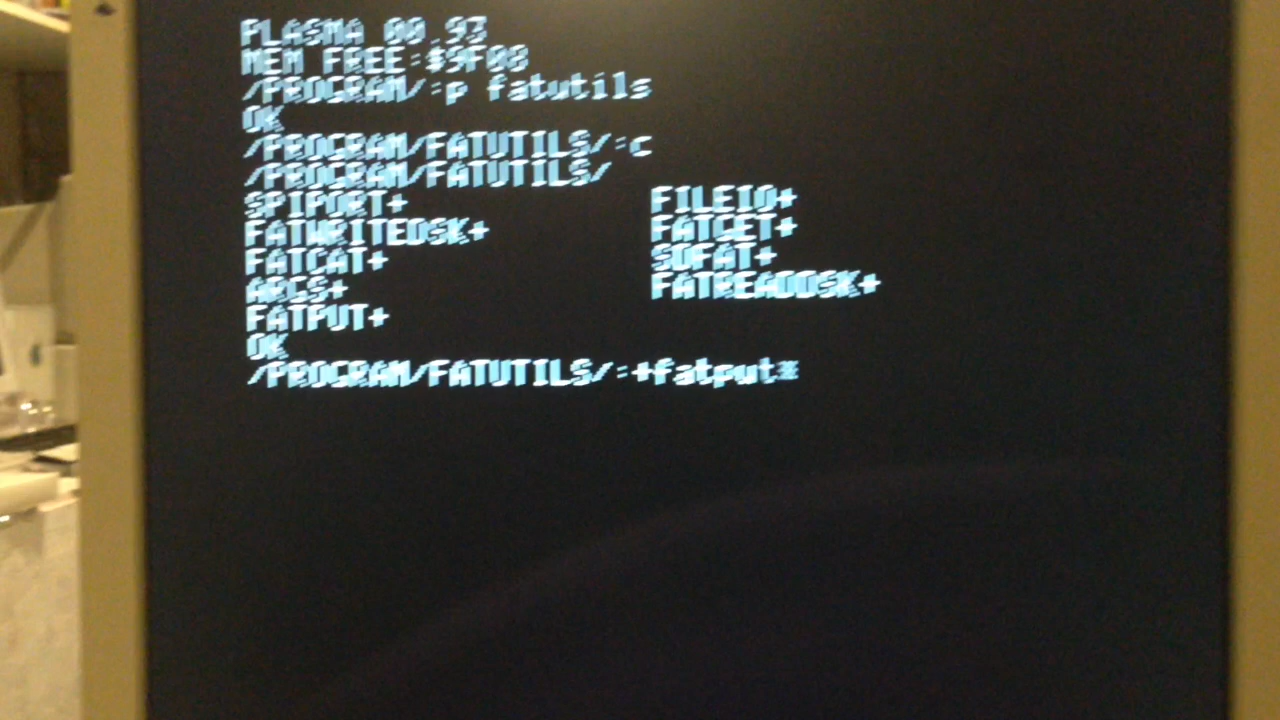 PLASMA 00.93
MEM FREE:$9F08
/PROGRAM/:p fatutils
OK
/PROGRAM/FATUTILS/:c
/PROGRAM/FATUTILS/
SPIPORT+ FILEIO+
FATWRITEDSK+ FATGET+
FATCAT+ SDFAT+
ARGS+ FATREADDSK+
FATPUT+
OK
/PROGRAM/FATUTILS/:+fatput